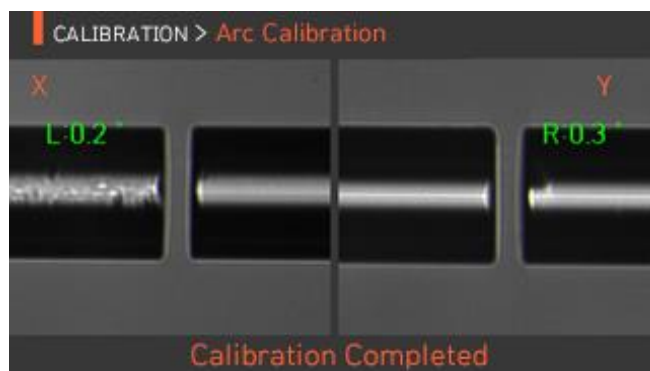 CALIBRATION > Arc Calibration
X
Y
L:0.2 °
R:0.3 °
Calibration Completed